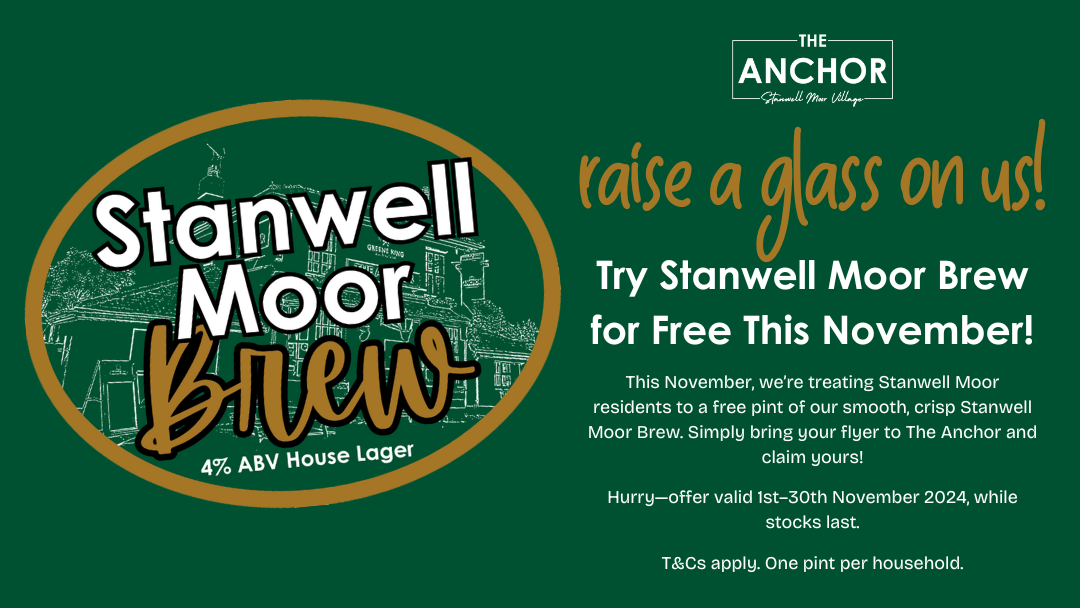 THE
ANCHOR
Stanwell Moor Village
raise a glass on us!
Try Stanwell Moor Brew
for Free This November!
This November, we're treating Stanwell Moor
residents to a free pint of our smooth, crisp Stanwell
Moor Brew. Simply bring your flyer to The Anchor and
claim yours!
Hurry—offer valid 1st–30th November 2024, while
stocks last.
T&Cs apply. One pint per household.
Stanwell
Moor
Brew
4% ABV House Lager
GREENE KING